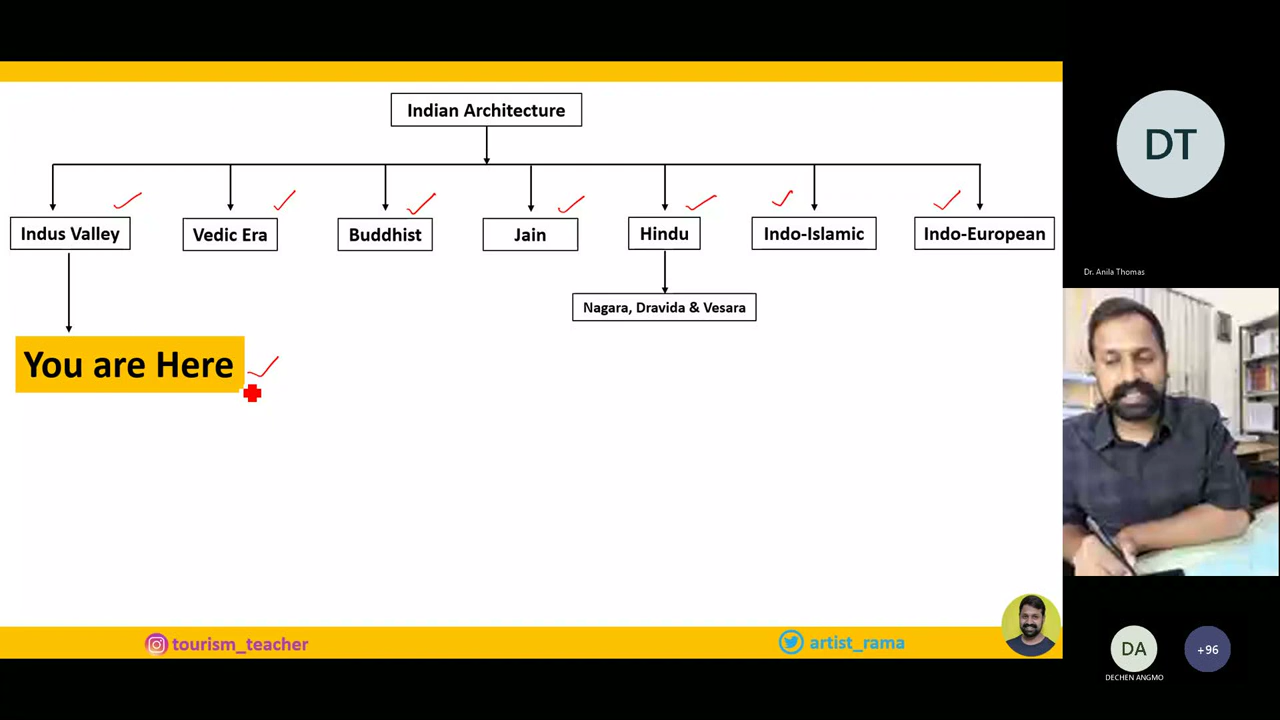 Indian Architecture
Indus Valley
Vedic Era
Buddhist
Jain
Hindu
Indo-Islamic
Indo-European
Nagara, Dravida & Vesara
You are Here
tourism_teacher
artist_rama
DT
Dr. Anila Thomas
DA
DECHEN ANGMO
+96